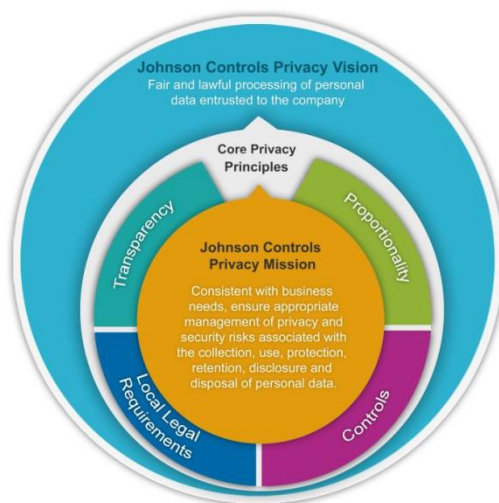 Johnson Controls Privacy Vision
Fair and lawful processing of personal
data entrusted to the company
Core Privacy
Principles
Transparency
Proportionality
Johnson Controls
Privacy Mission
Consistent with business
needs, ensure appropriate
management of privacy and
security risks associated with
the collection, use, protection,
retention, disclosure and
disposal of personal data.
Local Legal
Requirements
Controls